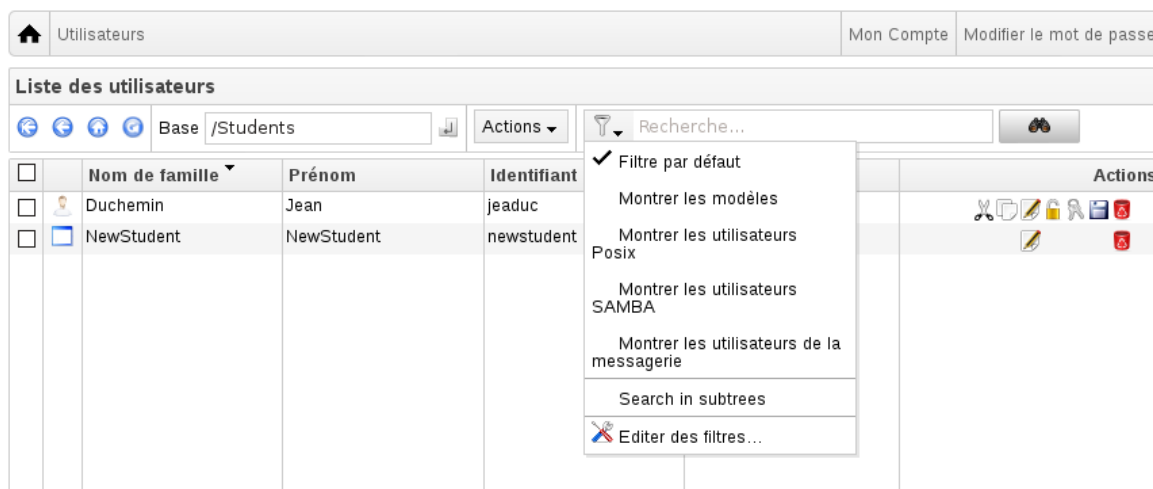 Utilisateurs Mon Compte Modifier le mot de passe
Liste des utilisateurs
Base /Students Actions Recherche...
Nom de famille Prénom Identifiant Actions
Duchemin Jean jeaduc
NewStudent NewStudent newstudent
Filtre par défaut
Montrer les modèles
Montrer les utilisateurs
Posix
Montrer les utilisateurs
SAMBA
Montrer les utilisateurs de la
messagerie
Search in subtrees
Editer des filtres...